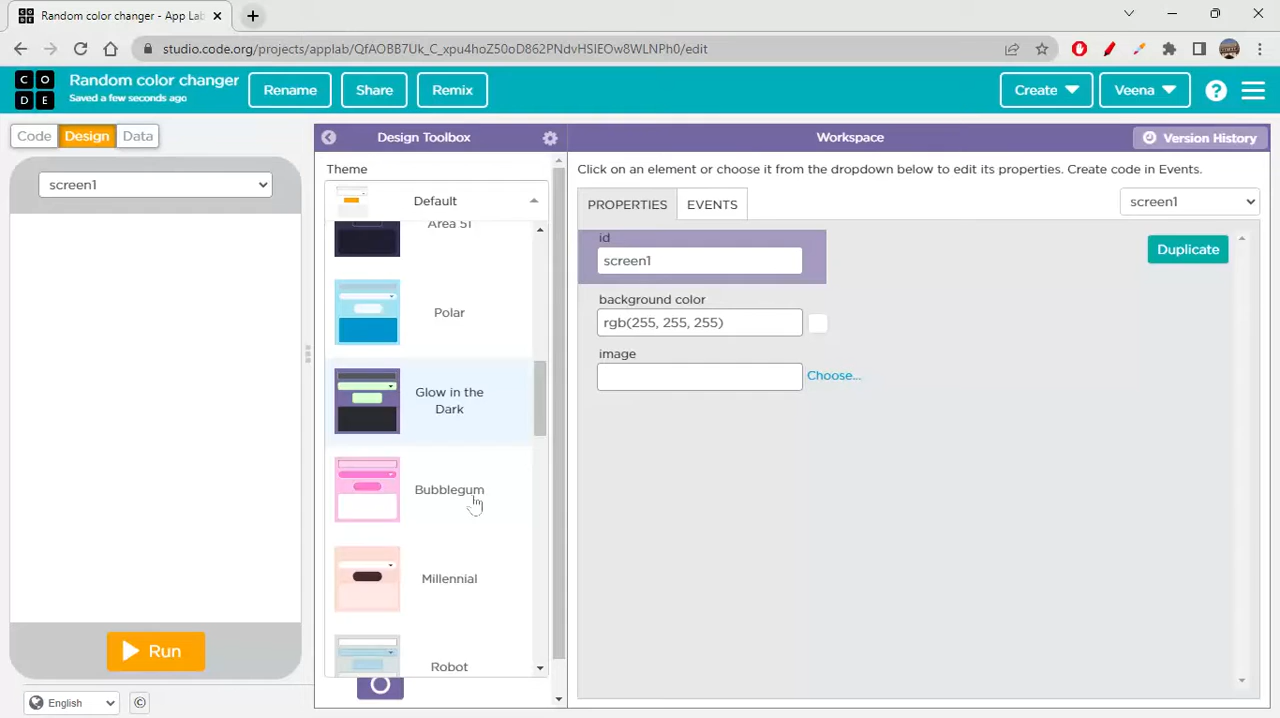 Random color changer - App Lab
studio.code.org/projects/applab/QfAOBB7Uk_C_xpu4hoZ50oD862PNdvHSIEOw8WLNPh0/edit
C O
D E
Random color changer
Saved a few seconds ago
Rename
Share
Remix
Create
Veena
?
Code
Design
Data
Design Toolbox
Workspace
Version History
screen1
Theme
Default
Area 51
Polar
Glow in the
Dark
Bubblegum
Millennial
Robot
Click on an element or choose it from the dropdown below to edit its properties. Create code in Events.
PROPERTIES
EVENTS
screen1
id
screen1
Duplicate
background color
rgb(255, 255, 255)
image
Choose...
Run
English
©